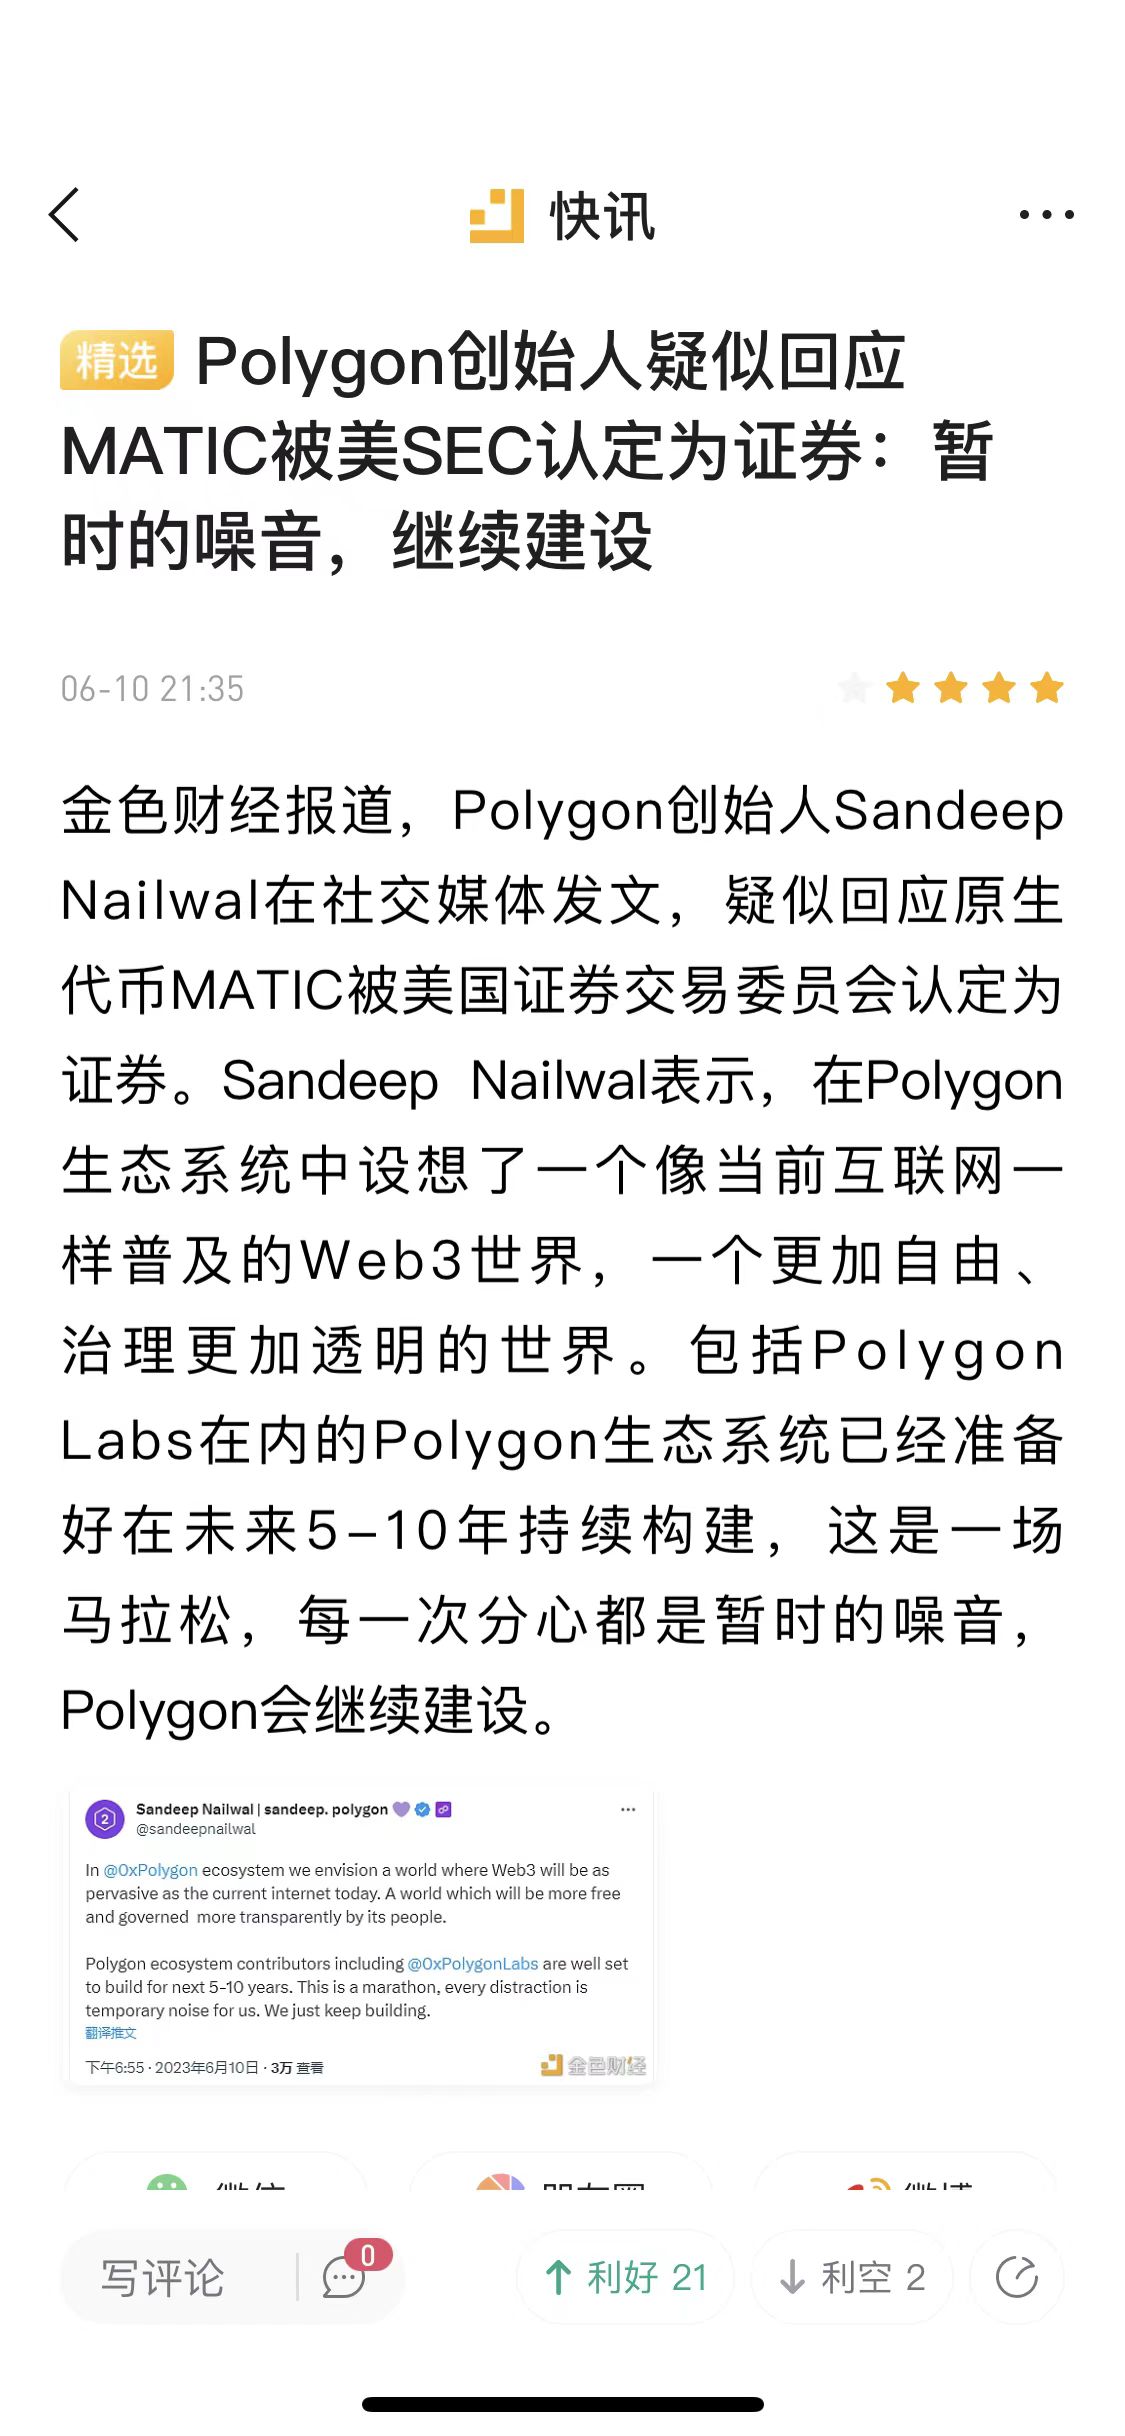 快讯
精选 Polygon创始人疑似回应
MATIC被美SEC认定为证券：暂
时的噪音，继续建设
06-10 21:35
金色财经报道，Polygon创始人Sandeep
Nailwal在社交媒体发文，疑似回应原生
代币MATIC被美国证券交易委员会认定为
证券。Sandeep Nailwal表示，在Polygon
生态系统中设想了一个像当前互联网一
样普及的Web3世界，一个更加自由、
治理更加透明的世界。包括Polygon
Labs在内的Polygon生态系统已经准备
好在未来5-10年持续构建，这是一场
马拉松，每一次分心都是暂时的噪音，
Polygon会继续建设。
Sandeep Nailwal | sandeep. polygon
@sandeepnailwal
In @0xPolygon ecosystem we envision a world where Web3 will be as
pervasive as the current internet today. A world which will be more free
and governed more transparently by its people.
Polygon ecosystem contributors including @0xPolygonLabs are well set
to build for next 5-10 years. This is a marathon, every distraction is
temporary noise for us. We just keep building.
翻译推文
下午6:55 · 2023年6月10日 · 3万 查看
金色财经
微信 朋友圈 微博
写评论 0 利好 21 利空 2